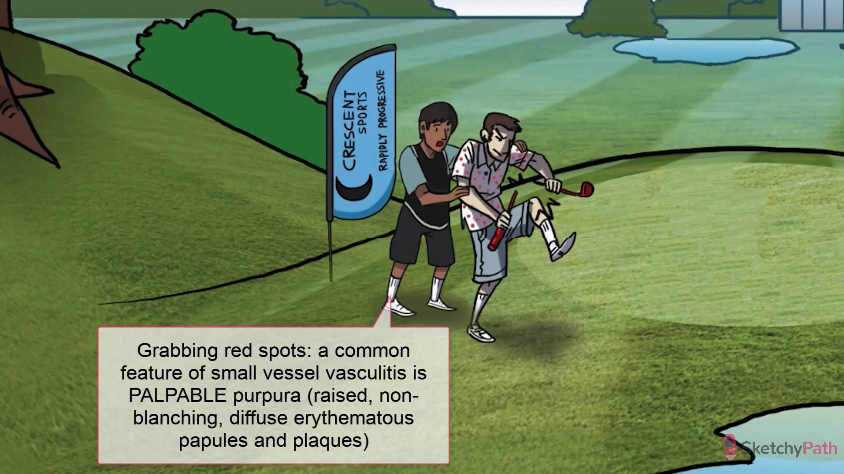 CRESCENT
SPORTS
RAPIDLY PROGRESSIVE
Grabbing red spots: a common
feature of small vessel vasculitis is
PALPABLE purpura (raised, non-
blanching, diffuse erythematous
papules and plaques)
SketchyPath